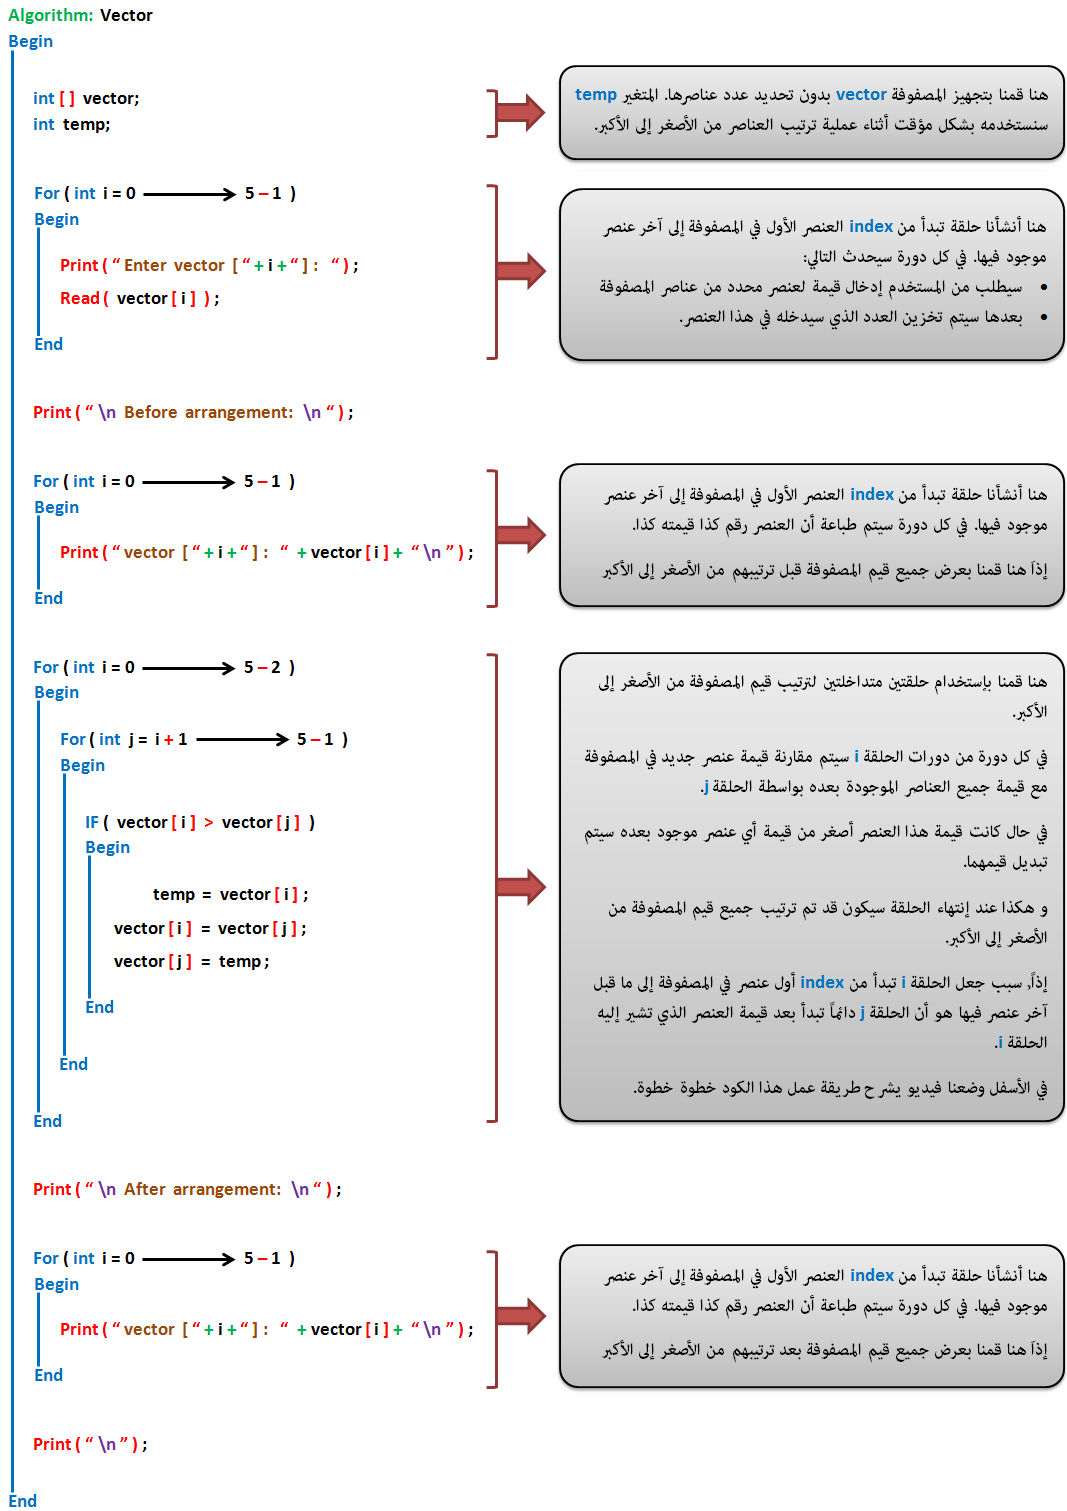 Algorithm: Vector
Begin
int [ ] vector;
int temp;
هنا قمنا بتجهيز المصفوفة vector بدون تحديد عدد عناصرها. المتغير temp
سنستخدمه بشكل مؤقت أثناء عملية ترتيب العناصر من الأصغر إلى الأكبر.
For ( int i = 0 ⟶ 5 – 1 )
Begin
Print ( “ Enter vector [ “ + i + “ ] : “ ) ;
Read ( vector [ i ] ) ;
End
هنا أنشأنا حلقة تبدأ من index العنصر الأول في المصفوفة إلى آخر عنصر
موجود فيها. في كل دورة سيحدث التالي:
• سيطلب من المستخدم إدخال قيمة لعنصر محدد من عناصر المصفوفة
• بعدها سيتم تخزين العدد الذي سيدخله في هذا العنصر.
Print ( “ \n Before arrangement: \n “ ) ;
For ( int i = 0 ⟶ 5 – 1 )
Begin
Print ( “ vector [ “ + i + “ ] : “ + vector [ i ] + “ \n ” ) ;
End
هنا أنشأنا حلقة تبدأ من index العنصر الأول في المصفوفة إلى آخر عنصر
موجود فيها. في كل دورة سيتم طباعة أن العنصر رقم كذا قيمته كذا.
إذاَ هنا قمنا بعرض جميع قيم المصفوفة قبل ترتيبهم من الأصغر إلى الأكبر
For ( int i = 0 ⟶ 5 – 2 )
Begin
For ( int j = i + 1 ⟶ 5 – 1 )
Begin
IF ( vector [ i ] > vector [ j ] )
Begin
temp = vector [ i ] ;
vector [ i ] = vector [ j ] ;
vector [ j ] = temp ;
End
End
End
هنا قمنا بإستخدام حلقتين متداخلتين لترتيب قيم المصفوفة من الأصغر إلى
الأكبر.
في كل دورة من دورات الحلقة i سيتم مقارنة قيمة عنصر جديد في المصفوفة
مع قيمة جميع العناصر الموجودة بعده بواسطة الحلقة j.
في حال كانت قيمة هذا العنصر أصغر من قيمة أي عنصر موجود بعده سيتم
تبديل قيمهما.
و هكذا عند إنتهاء الحلقة سيكون قد تم ترتيب جميع قيم المصفوفة من
الأصغر إلى الأكبر.
إذاً, سبب جعل الحلقة i تبدأ من index أول عنصر في المصفوفة إلى ما قبل
آخر عنصر فيها هو أن الحلقة j دائماً تبدأ بعد قيمة العنصر الذي تشير إليه
الحلقة i.
في الأسفل وضعنا فيديو يشرح طريقة عمل هذا الكود خطوة خطوة.
Print ( “ \n After arrangement: \n “ ) ;
For ( int i = 0 ⟶ 5 – 1 )
Begin
Print ( “ vector [ “ + i + “ ] : “ + vector [ i ] + “ \n ” ) ;
End
هنا أنشأنا حلقة تبدأ من index العنصر الأول في المصفوفة إلى آخر عنصر
موجود فيها. في كل دورة سيتم طباعة أن العنصر رقم كذا قيمته كذا.
إذاَ هنا قمنا بعرض جميع قيم المصفوفة بعد ترتيبهم من الأصغر إلى الأكبر
Print ( “ \n ” ) ;
End